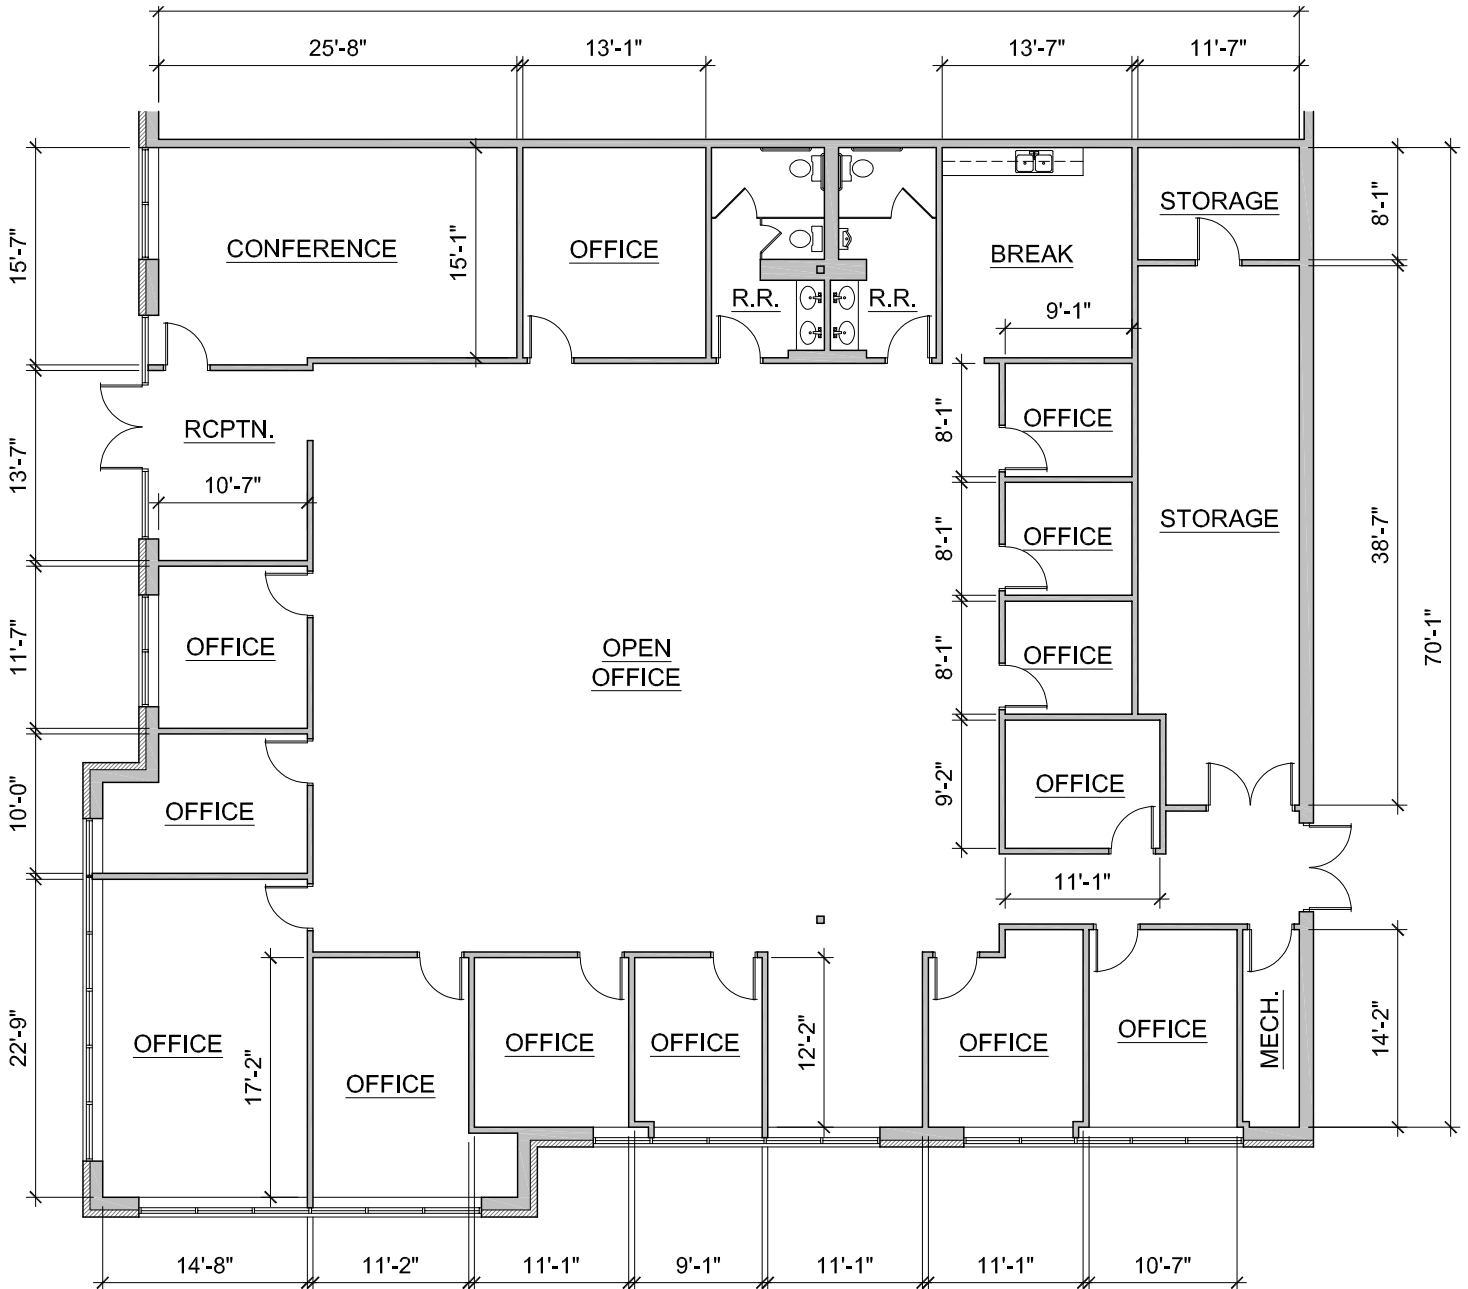 25'-8"
13'-1"
13'-7"
11'-7"
15'-7"
CONFERENCE
15'-1"
OFFICE
R.R.
R.R.
BREAK
9'-1"
STORAGE
8'-1"
13'-7"
RCPTN.
10'-7"
8'-1"
OFFICE
8'-1"
OFFICE
STORAGE
38'-7"
70'-1"
11'-7"
OFFICE
OPEN
OFFICE
8'-1"
OFFICE
10'-0"
OFFICE
9'-2"
OFFICE
11'-1"
22'-9"
OFFICE
17'-2"
OFFICE
OFFICE
OFFICE
12'-2"
OFFICE
OFFICE
MECH.
14'-2"
14'-8"
11'-2"
11'-1"
9'-1"
11'-1"
11'-1"
10'-7"